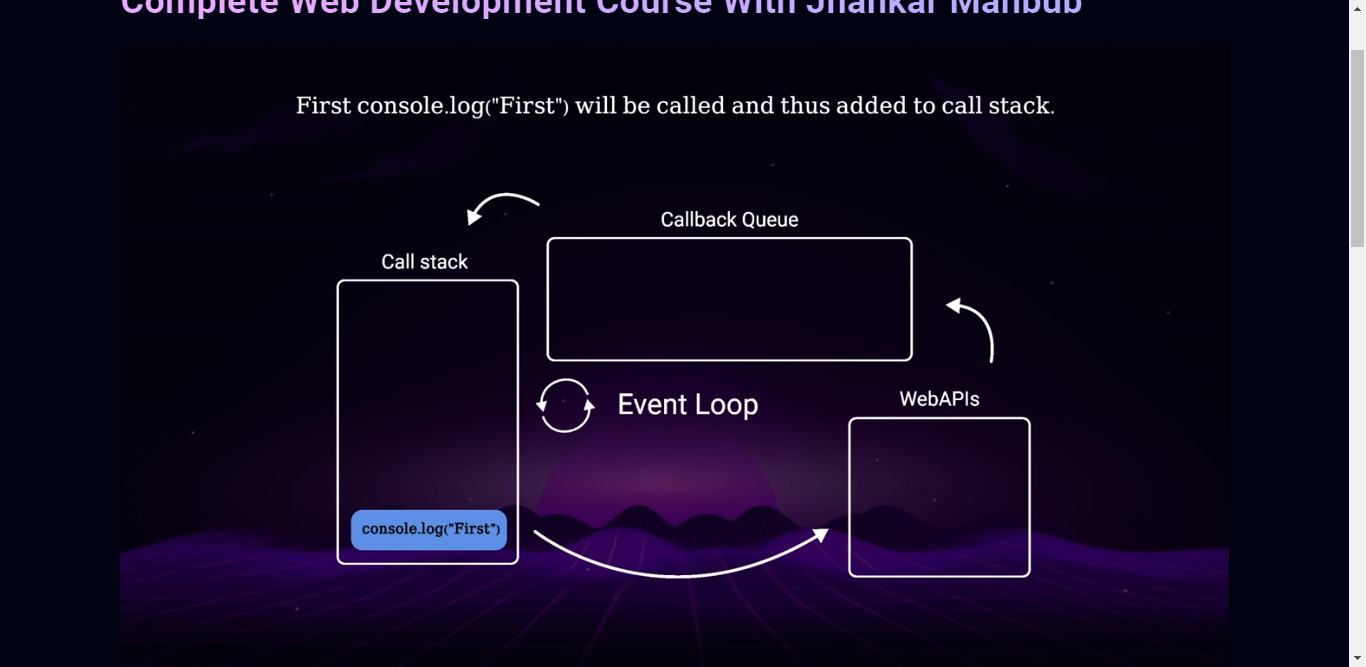 Complete Web Development Course With Jhankar Mahbub
First console.log("First") will be called and thus added to call stack.
Callback Queue
Call stack
Event Loop
WebAPIs
console.log("First")